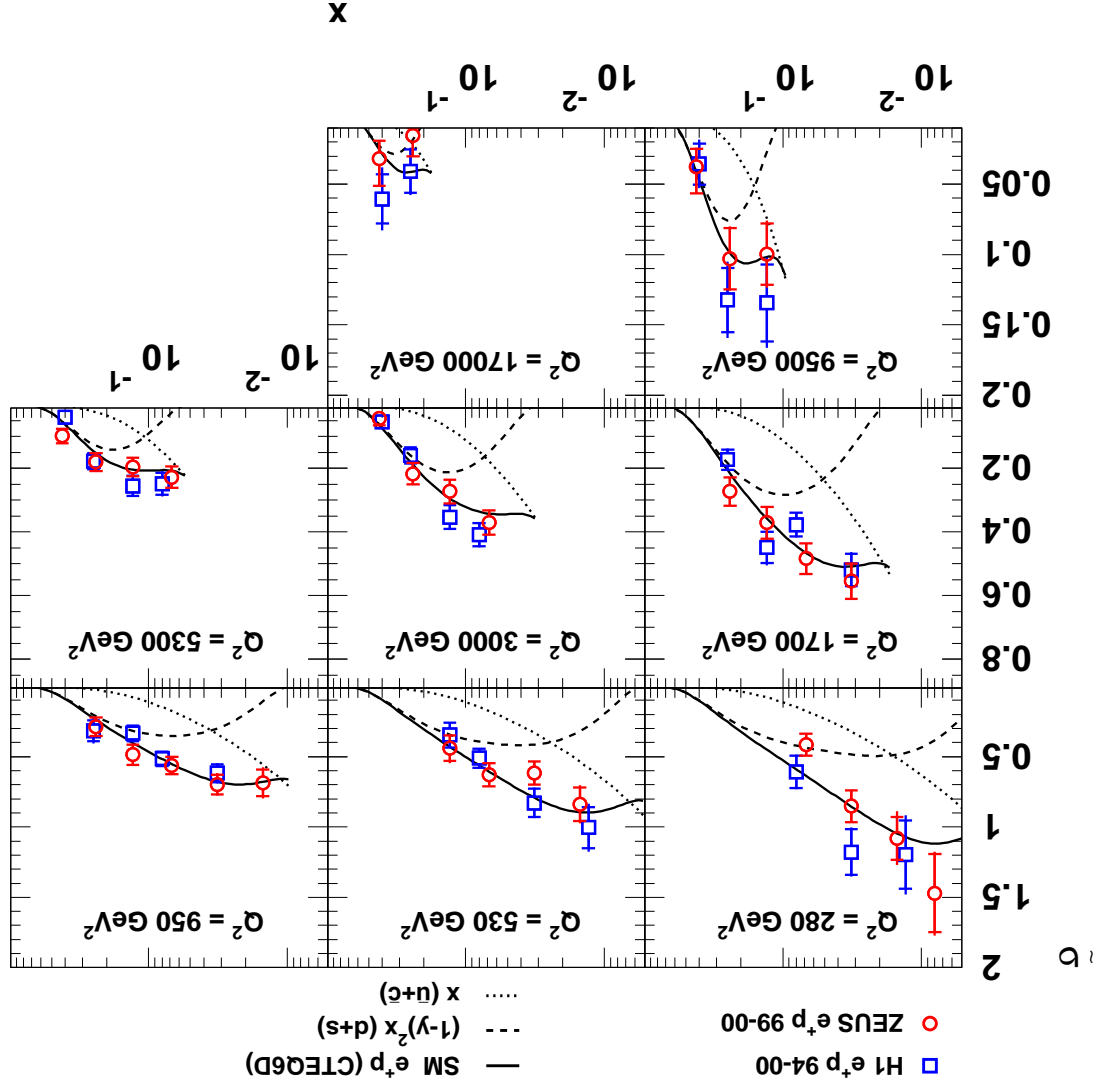 H1 e⁺p 94-00
ZEUS e⁺p 99-00
SM e⁺p (CTEQ6D)
(1-y)²x (d+s)
x (ū+c̄)
σ̃
2
1.5
1
0.5
Q² = 280 GeV²
Q² = 530 GeV²
Q² = 950 GeV²
0.8
0.6
0.4
0.2
Q² = 1700 GeV²
Q² = 3000 GeV²
Q² = 5300 GeV²
10⁻²
10⁻¹
0.2
0.15
0.1
0.05
Q² = 9500 GeV²
Q² = 17000 GeV²
10⁻²
10⁻¹
10⁻²
10⁻¹
x